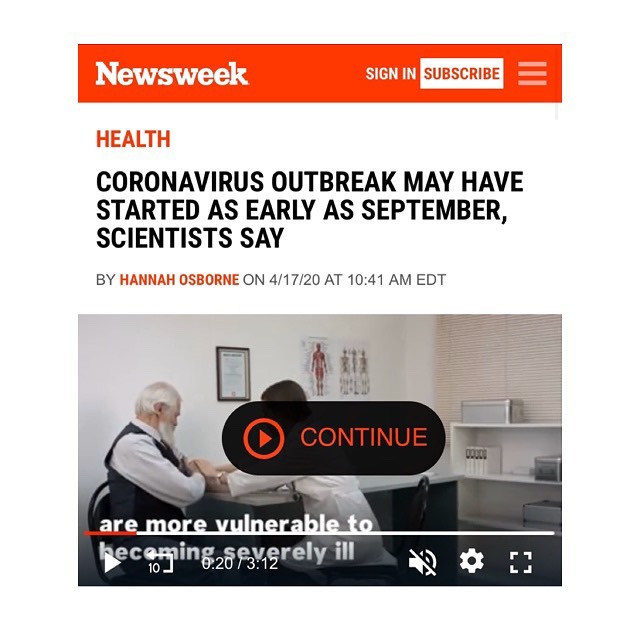 Newsweek
SIGN IN SUBSCRIBE
HEALTH
CORONAVIRUS OUTBREAK MAY HAVE
STARTED AS EARLY AS SEPTEMBER,
SCIENTISTS SAY
BY HANNAH OSBORNE ON 4/17/20 AT 10:41 AM EDT
CONTINUE
are more vulnerable to
becoming severely ill
10 0:20 / 3:12